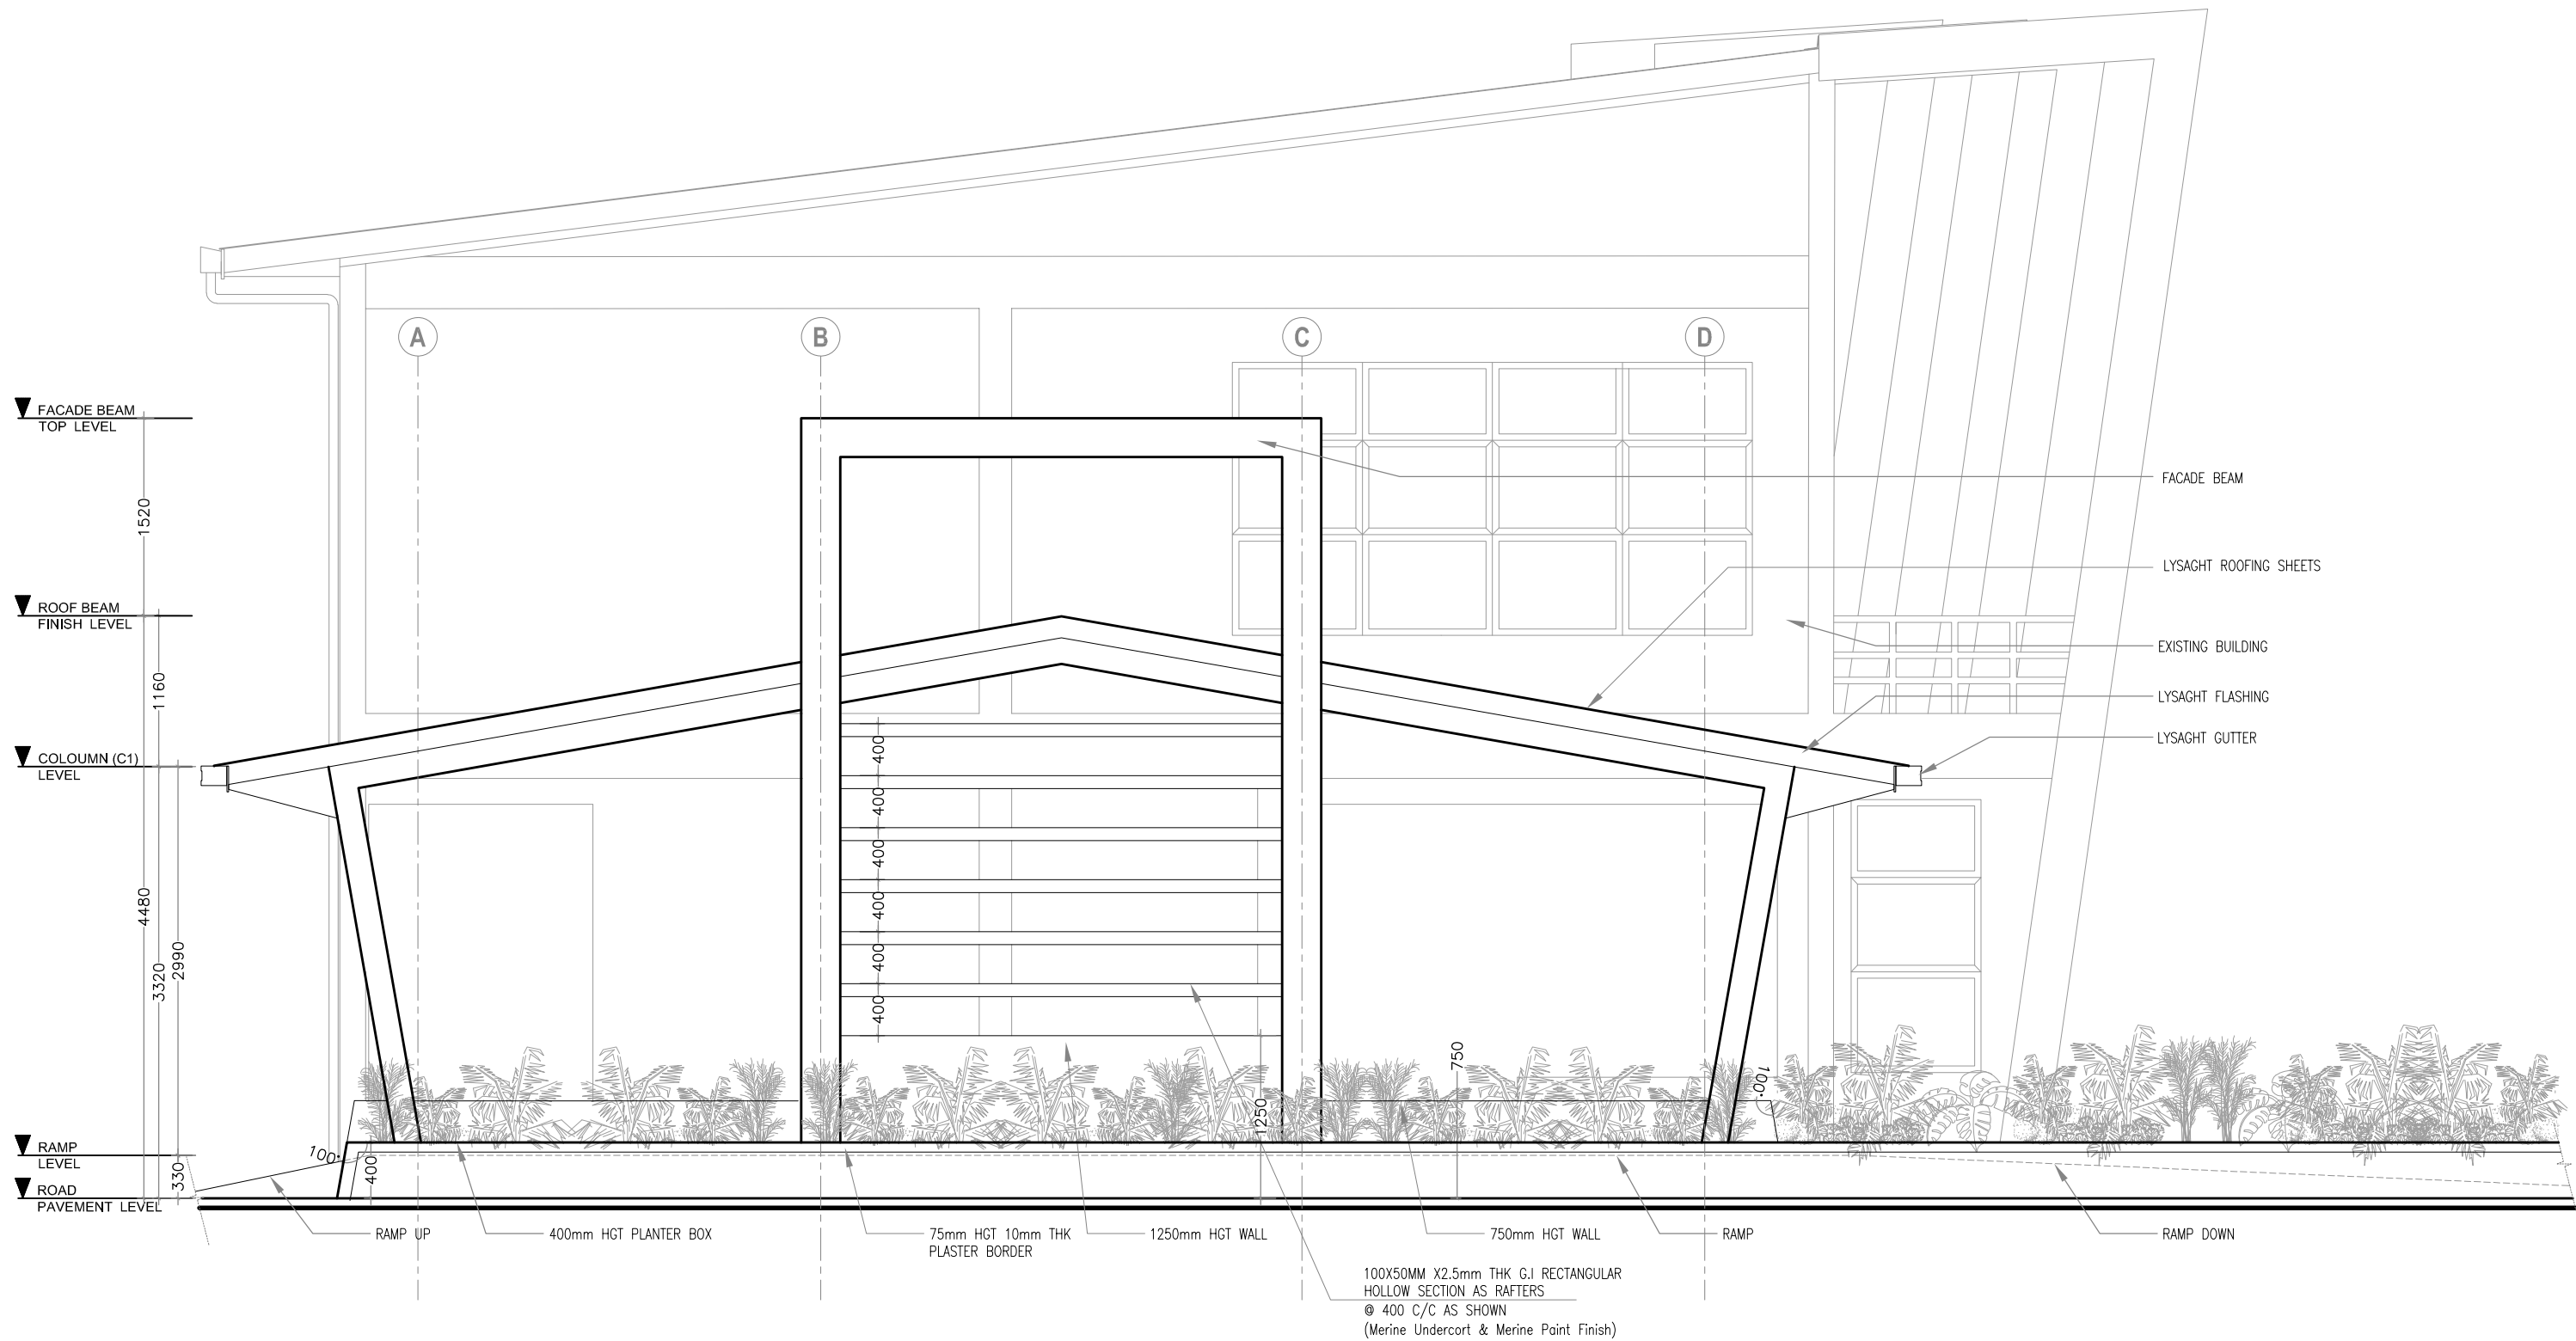 A
B
C
D
FACADE BEAM
TOP LEVEL
ROOF BEAM
FINISH LEVEL
COLOUMN (C1)
LEVEL
RAMP
LEVEL
ROAD
PAVEMENT LEVEL
1520
1160
4480
3320
2990
330
400
400
400
400
400
400
100
400
1250
750
100
FACADE BEAM
LYSAGHT ROOFING SHEETS
EXISTING BUILDING
LYSAGHT FLASHING
LYSAGHT GUTTER
RAMP UP
400mm HGT PLANTER BOX
75mm HGT 10mm THK
PLASTER BORDER
1250mm HGT WALL
750mm HGT WALL
RAMP
RAMP DOWN
100X50MM X2.5mm THK G.I RECTANGULAR
HOLLOW SECTION AS RAFTERS
@ 400 C/C AS SHOWN
(Merine Undercort & Merine Paint Finish)